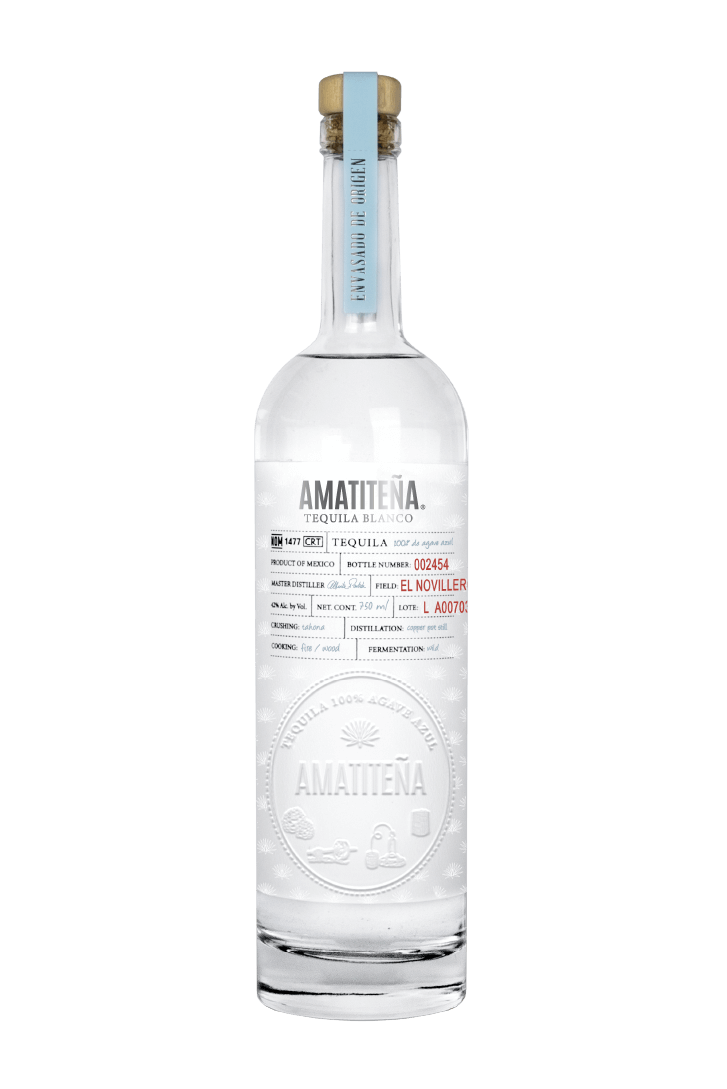 ENVASADO DE ORIGEN
AMATITEÑA®
TEQUILA BLANCO
NOM 1477 CRT TEQUILA 100% de agave azul
PRODUCT OF MEXICO BOTTLE NUMBER: 002454
MASTER DISTILLER FIELD: EL NOVILLER
42% Alc. by Vol. NET. CONT. 750 ml LOTE: L A00703
CRUSHING: tahona DISTILLATION: copper pot still
COOKING: fire / wood FERMENTATION: wild
TEQUILA 100% AGAVE AZUL
AMATITEÑA